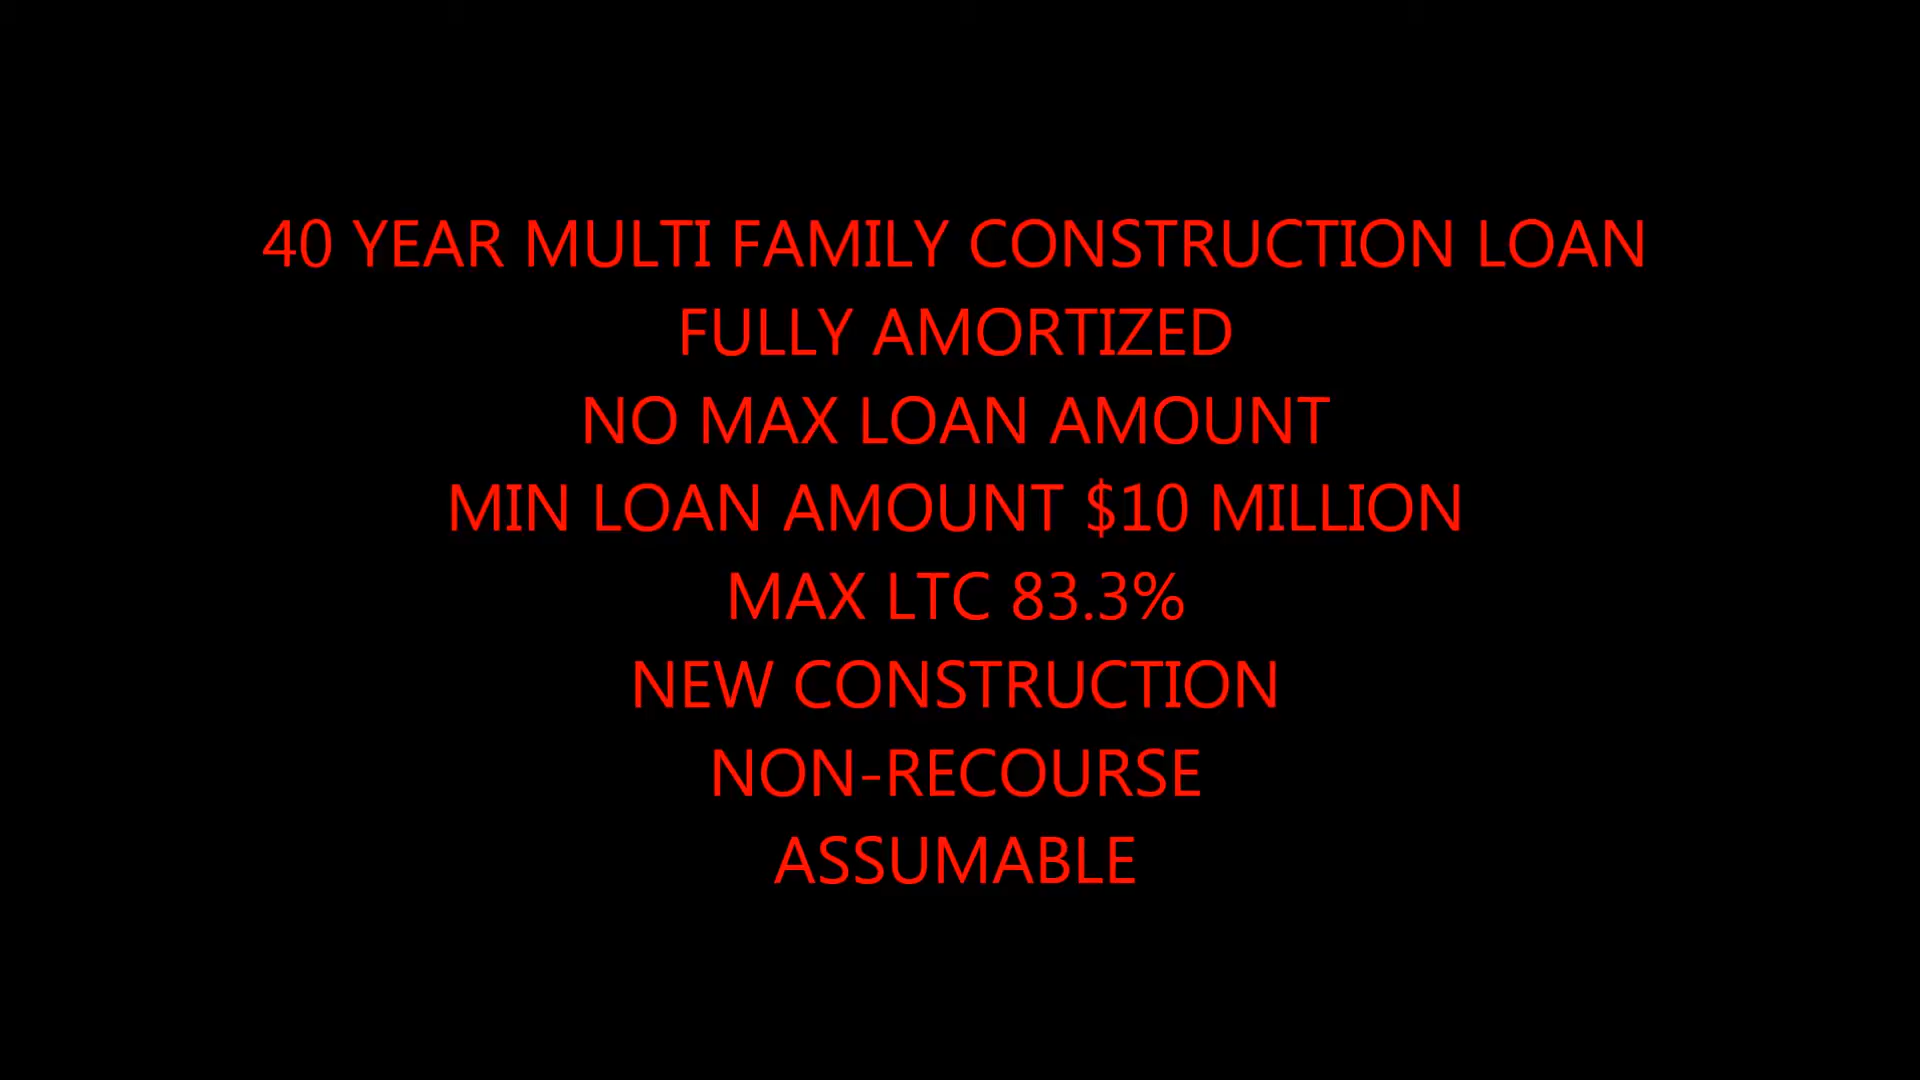 40 YEAR MULTI FAMILY CONSTRUCTION LOAN
FULLY AMORTIZED
NO MAX LOAN AMOUNT
MIN LOAN AMOUNT $10 MILLION
MAX LTC 83.3%
NEW CONSTRUCTION
NON-RECOURSE
ASSUMABLE